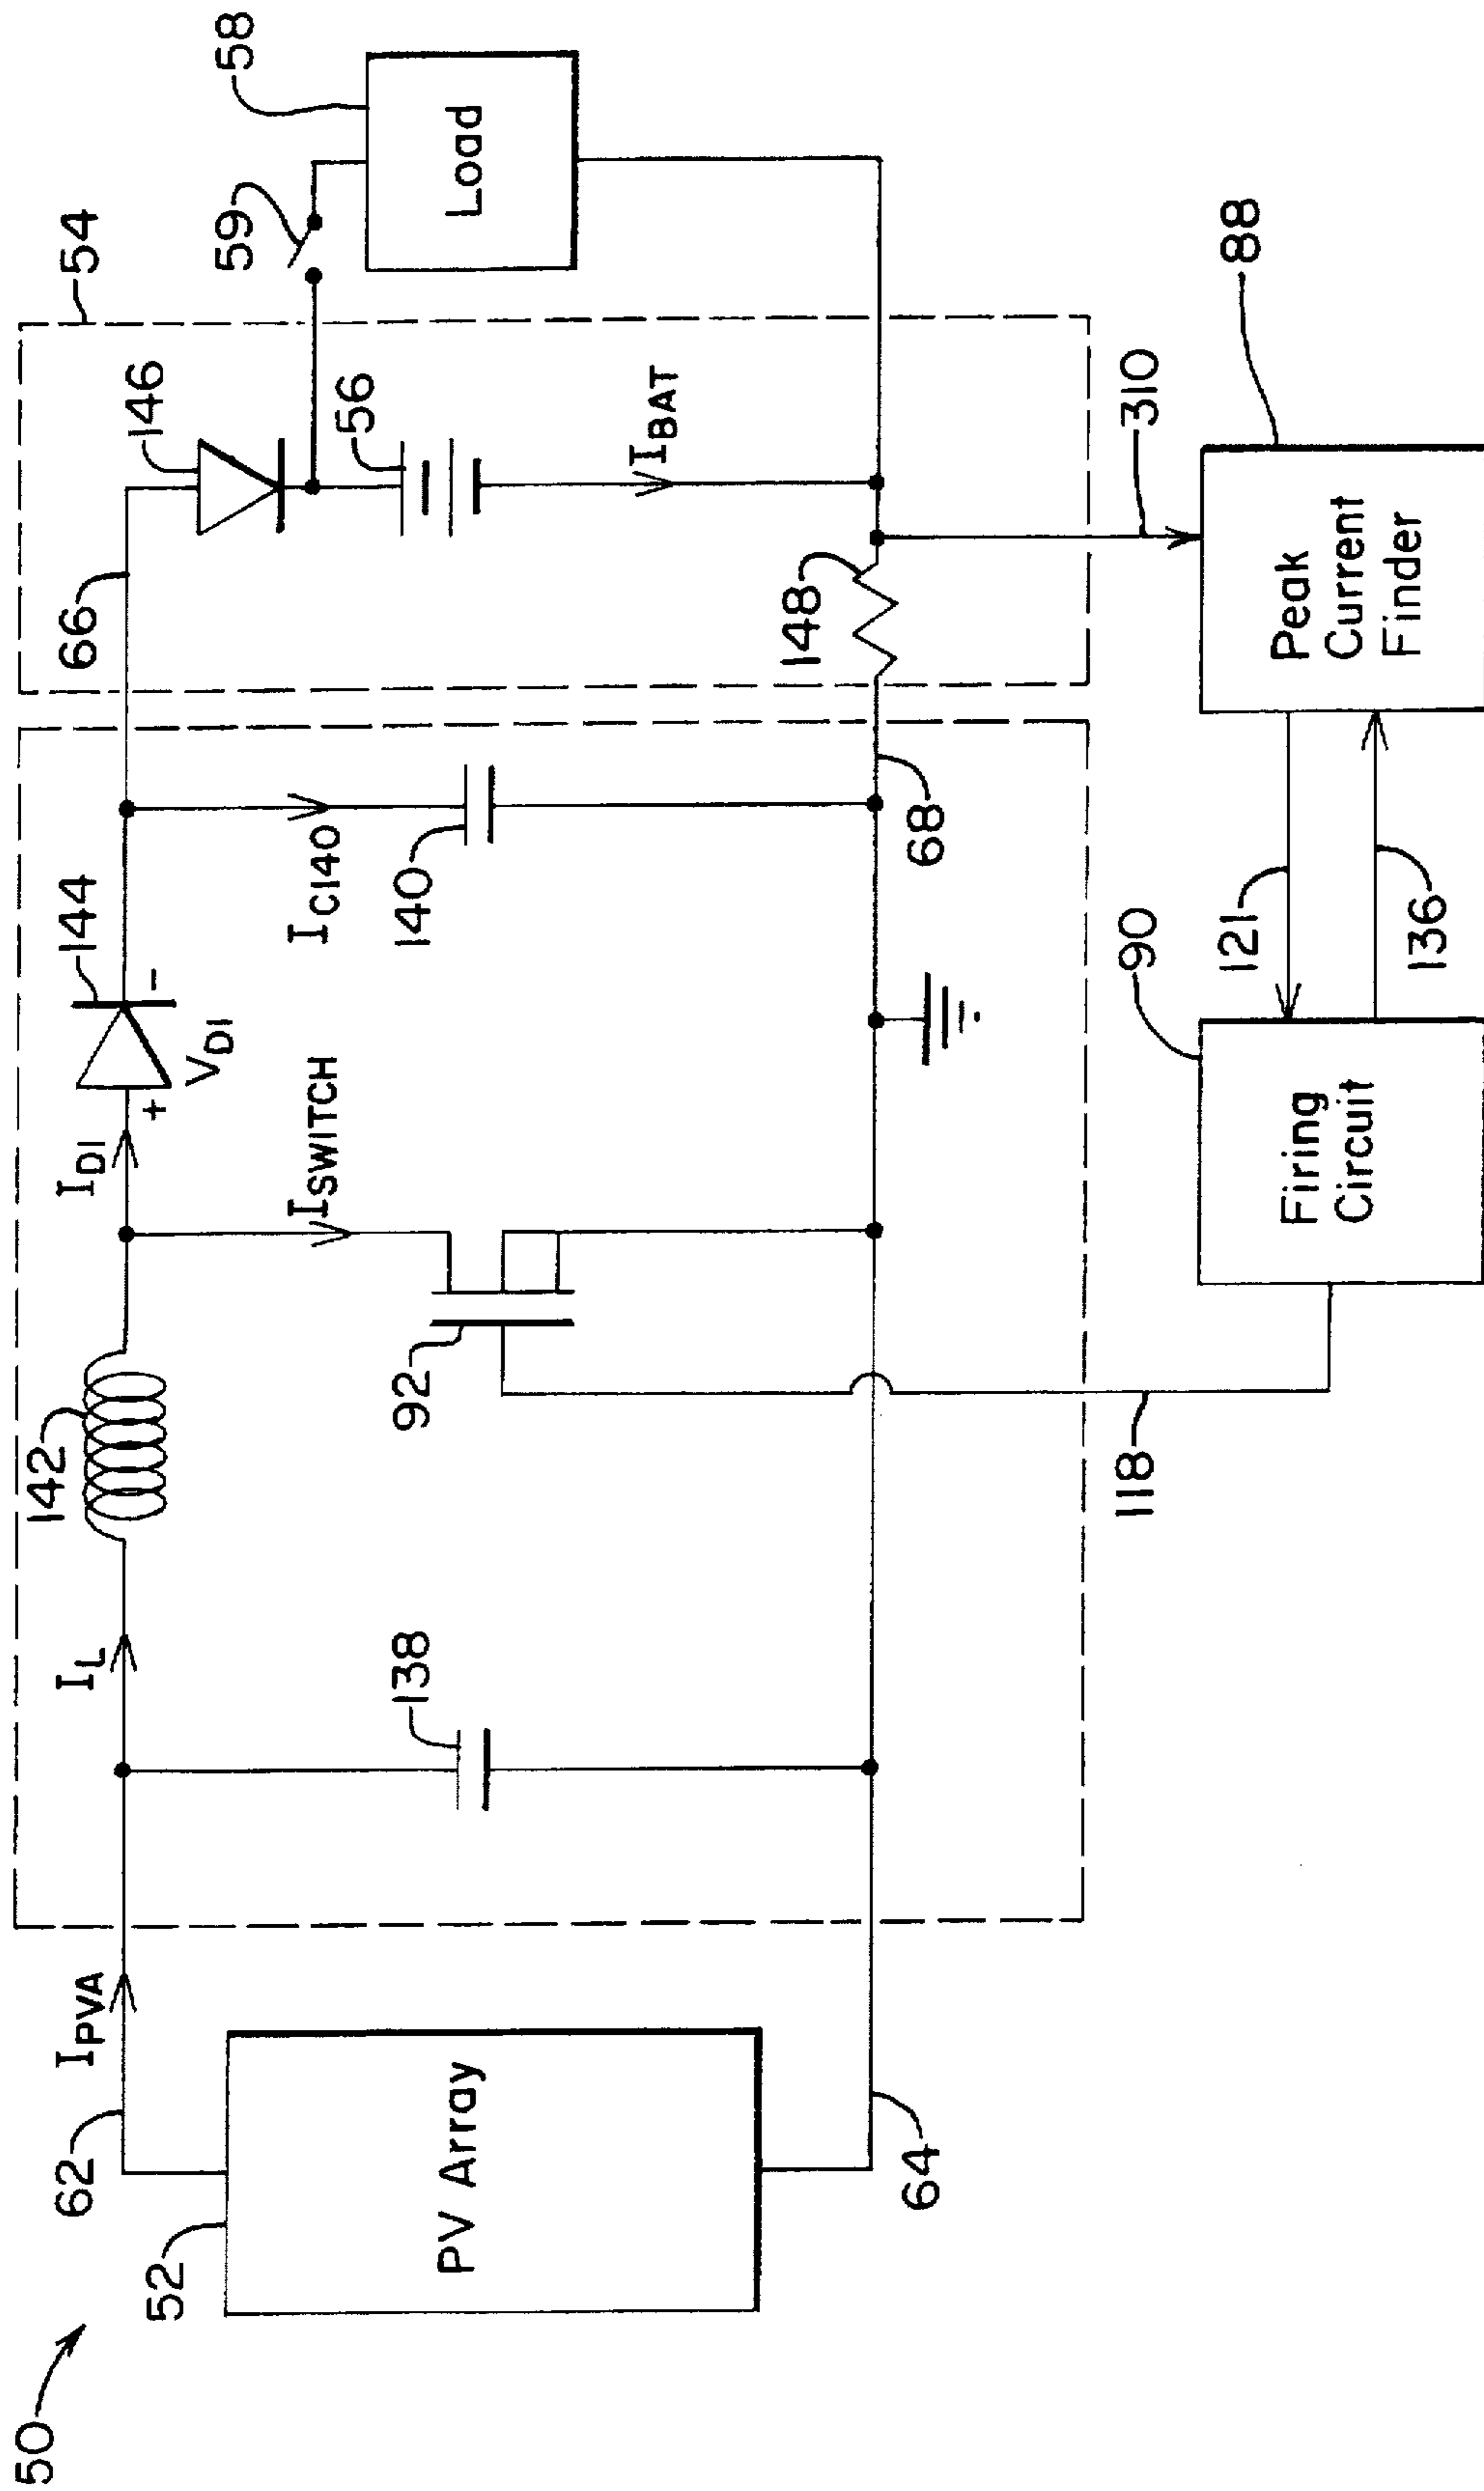 50
52
PV Array
62
I_PVA
64
I_L
138
142
92
118
I_SWITCH
I_D1
+
V_D1
-
144
I_C140
140
68
66
148
146
56
I_BAT
54
59
58
Load
310
88
Peak
Current
Finder
121
136
90
Firing
Circuit